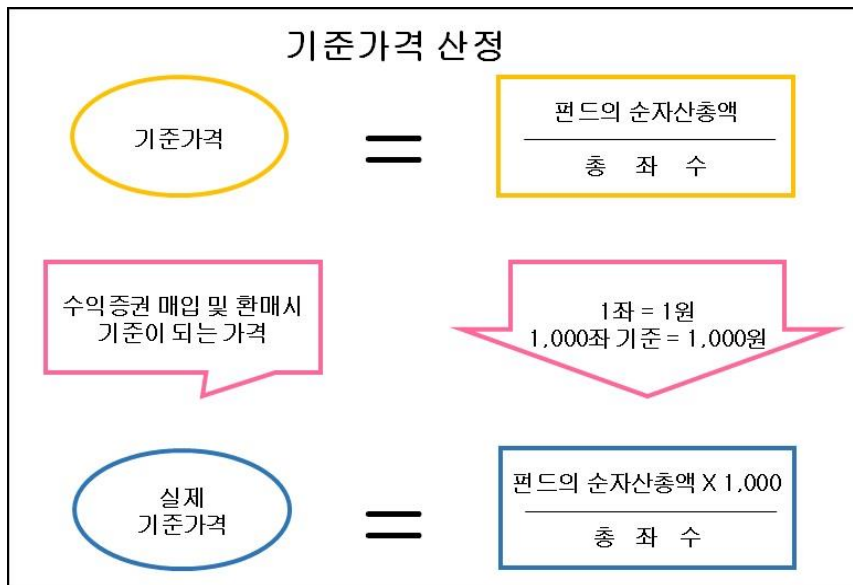 기준가격 산정
기준가격
=
펀드의 순자산총액
총 좌 수
수익증권 매입 및 환매시
기준이 되는 가격
1좌 = 1원
1,000좌 기준 = 1,000원
실제
기준가격
=
펀드의 순자산총액 X 1,000
총 좌 수